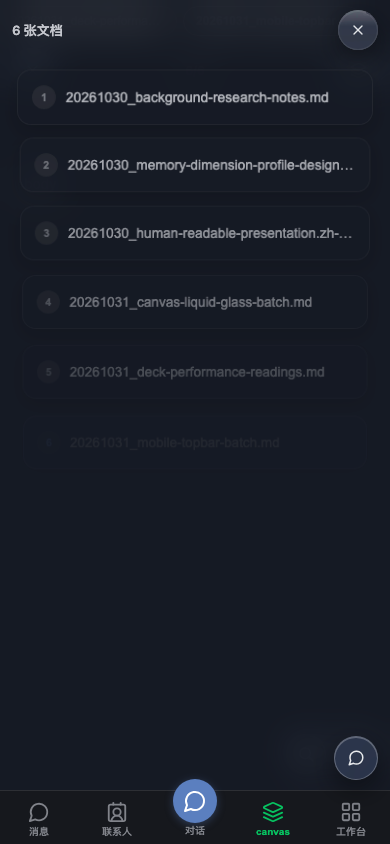 6 张文档
1 20261030_background-research-notes.md
2 20261030_memory-dimension-profile-design...
3 20261030_human-readable-presentation.zh-...
4 20261031_canvas-liquid-glass-batch.md
5 20261031_deck-performance-readings.md
6 20261031_mobile-topbar-batch.md
消息 联系人 对话 canvas 工作台